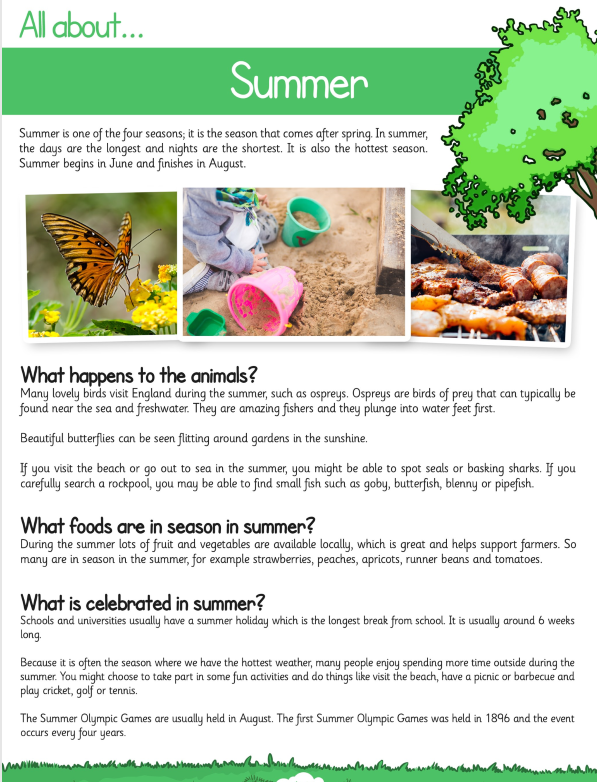 All about...
Summer
Summer is one of the four seasons; it is the season that comes after spring. In summer,
the days are the longest and nights are the shortest. It is also the hottest season.
Summer begins in June and finishes in August.
What happens to the animals?
Many lovely birds visit England during the summer, such as ospreys. Ospreys are birds of prey that can typically be
found near the sea and freshwater. They are amazing fishers and they plunge into water feet first.
Beautiful butterflies can be seen flitting around gardens in the sunshine.
If you visit the beach or go out to sea in the summer, you might be able to spot seals or basking sharks. If you
carefully search a rockpool, you may be able to find small fish such as goby, butterfish, blenny or pipefish.
What foods are in season in summer?
During the summer lots of fruit and vegetables are available locally, which is great and helps support farmers. So
many are in season in the summer, for example strawberries, peaches, apricots, runner beans and tomatoes.
What is celebrated in summer?
Schools and universities usually have a summer holiday which is the longest break from school. It is usually around 6 weeks
long.
Because it is often the season where we have the hottest weather, many people enjoy spending more time outside during the
summer. You might choose to take part in some fun activities and do things like visit the beach, have a picnic or barbecue and
play cricket, golf or tennis.
The Summer Olympic Games are usually held in August. The first Summer Olympic Games was held in 1896 and the event
occurs every four years.